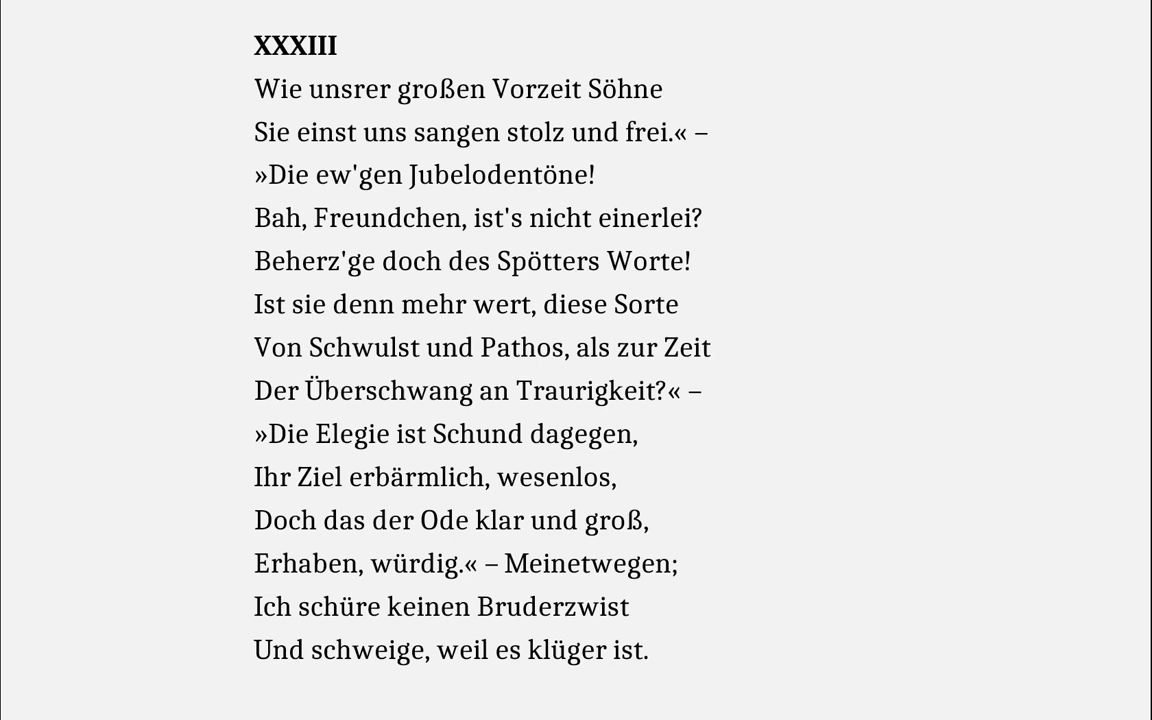 XXXIII
Wie unsrer großen Vorzeit Söhne
Sie einst uns sangen stolz und frei.« –
»Die ew'gen Jubelodentöne!
Bah, Freundchen, ist's nicht einerlei?
Beherz'ge doch des Spötters Worte!
Ist sie denn mehr wert, diese Sorte
Von Schwulst und Pathos, als zur Zeit
Der Überschwang an Traurigkeit?« –
»Die Elegie ist Schund dagegen,
Ihr Ziel erbärmlich, wesenlos,
Doch das der Ode klar und groß,
Erhaben, würdig.« – Meinetwegen;
Ich schüre keinen Bruderzwist
Und schweige, weil es klüger ist.